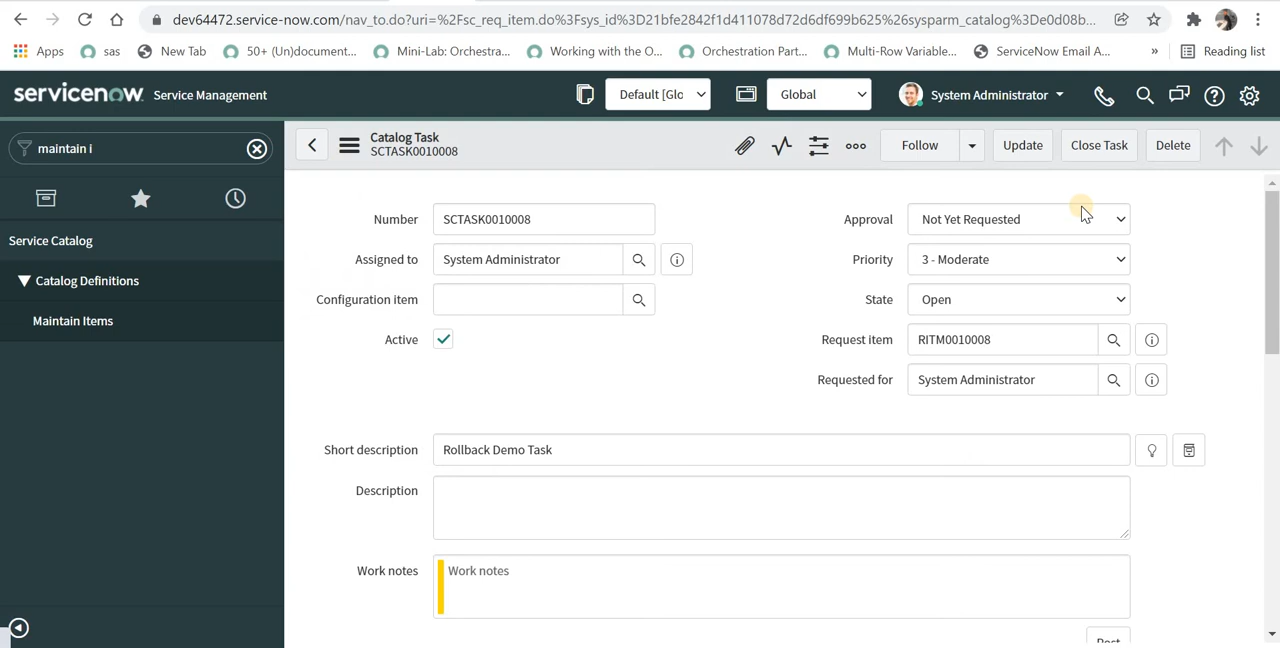 dev64472.service-now.com/nav_to.do?uri=%2Fsc_req_item.do%3Fsys_id%3D21bfe2842f1d411078d72d6df699b625%26sysparm_catalog%3De0d08b...
Apps sas New Tab 50+ (Un)document... Mini-Lab: Orchestra... Working with the O... Orchestration Part... Multi-Row Variable... ServiceNow Email A... » Reading list
servicenow Service Management Default [Glo Global System Administrator
maintain i
Catalog Task
SCTASK0010008
Follow Update Close Task Delete
Service Catalog
Catalog Definitions
Maintain Items
Number SCTASK0010008 Approval Not Yet Requested
Assigned to System Administrator Priority 3 - Moderate
Configuration item State Open
Active Request item RITM0010008
Requested for System Administrator
Short description Rollback Demo Task
Description
Work notes Work notes
Post